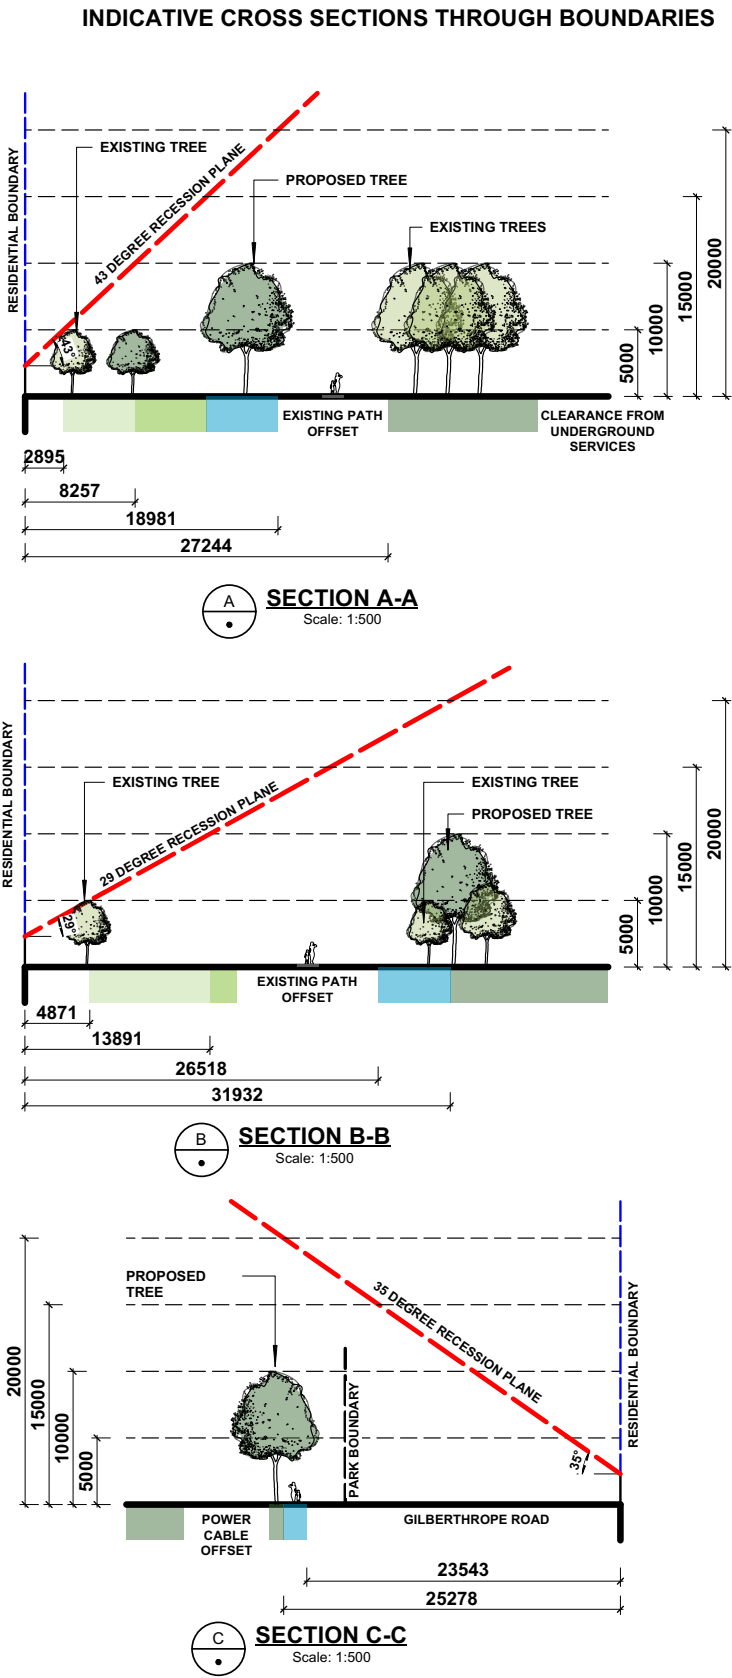 INDICATIVE CROSS SECTIONS THROUGH BOUNDARIES
RESIDENTIAL BOUNDARY
EXISTING TREE
43 DEGREE RECESSION PLANE
PROPOSED TREE
EXISTING TREES
43°
5000
10000
15000
20000
EXISTING PATH
OFFSET
CLEARANCE FROM
UNDERGROUND
SERVICES
2895
8257
18981
27244
A
SECTION A-A
Scale: 1:500
RESIDENTIAL BOUNDARY
EXISTING TREE
29 DEGREE RECESSION PLANE
EXISTING TREE
PROPOSED TREE
29°
5000
10000
15000
20000
EXISTING PATH
OFFSET
4871
13891
26518
31932
B
SECTION B-B
Scale: 1:500
PROPOSED
TREE
35 DEGREE RECESSION PLANE
RESIDENTIAL BOUNDARY
20000
15000
10000
5000
PARK BOUNDARY
35°
POWER
CABLE
OFFSET
GILBERTHROPE ROAD
23543
25278
C
SECTION C-C
Scale: 1:500